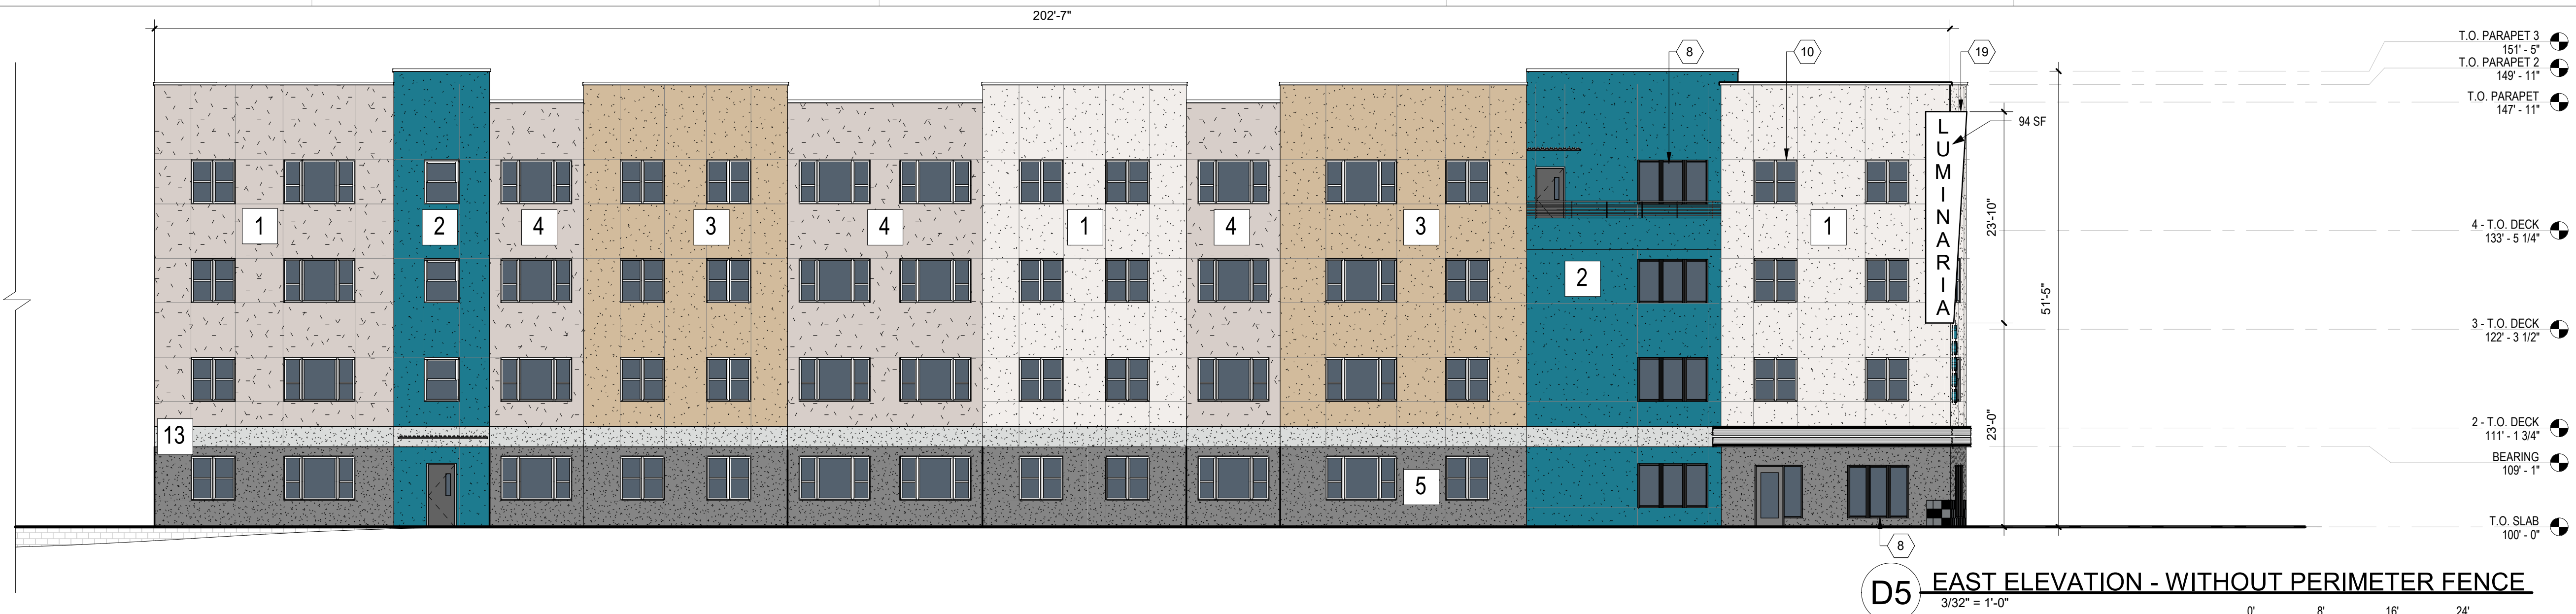 202'-7"
8
10
19
T.O. PARAPET 3
151' - 5"
T.O. PARAPET 2
149' - 11"
T.O. PARAPET
147' - 11"
94 SF
LUMINARIA
1
2
4
3
4
1
4
3
2
1
23'-10"
4 - T.O. DECK
133' - 5 1/4"
51'-5"
3 - T.O. DECK
122' - 3 1/2"
13
23'-0"
2 - T.O. DECK
111' - 1 3/4"
BEARING
109' - 1"
5
T.O. SLAB
100' - 0"
8
D5
EAST ELEVATION - WITHOUT PERIMETER FENCE
3/32" = 1'-0"
0' 8' 16' 24'